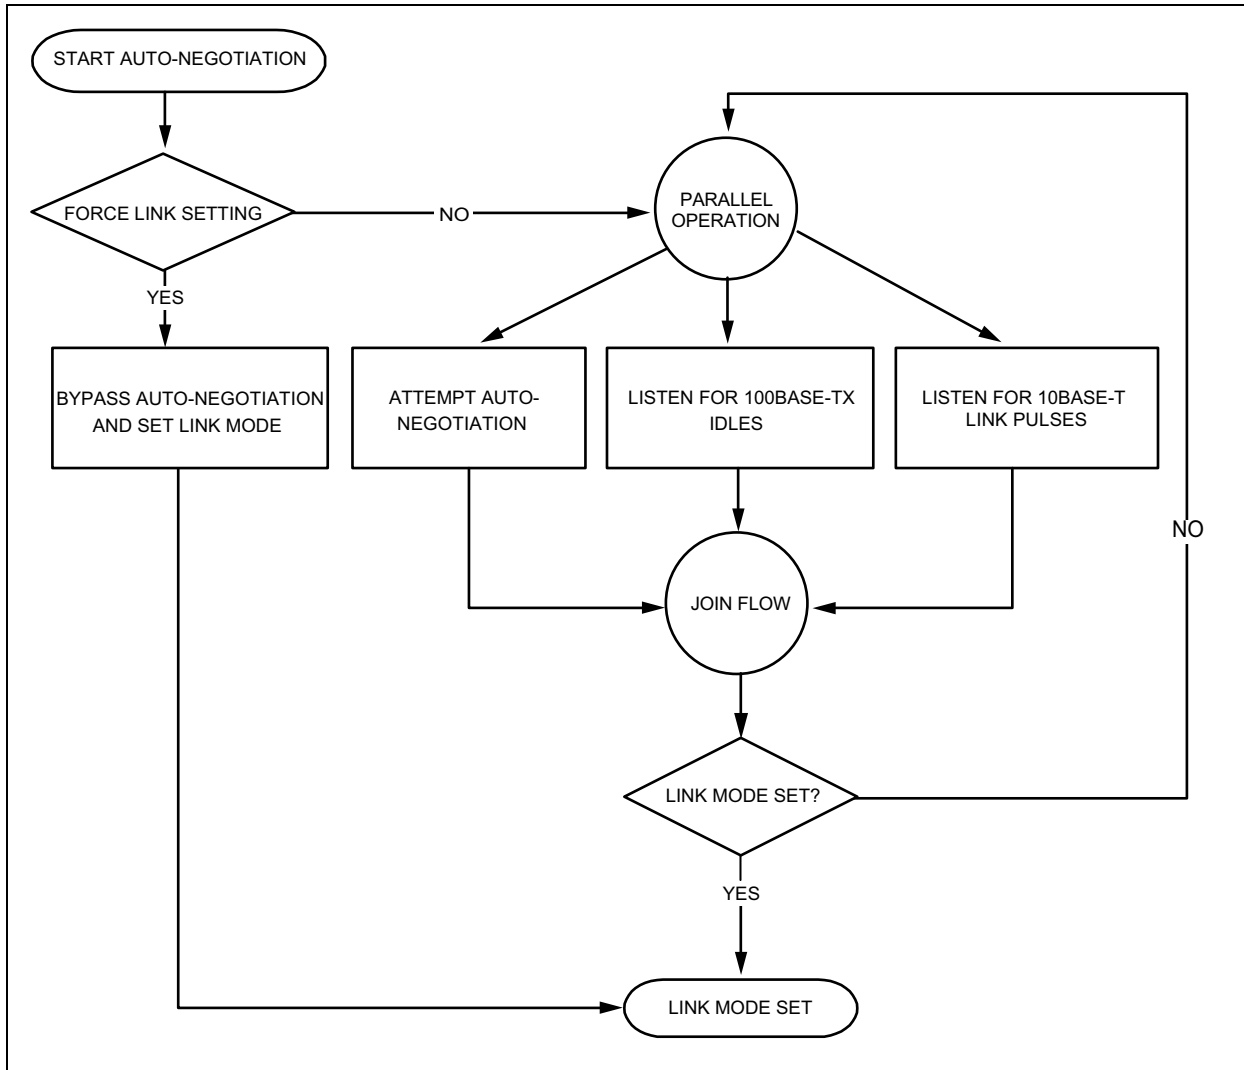 START AUTO-NEGOTIATION
FORCE LINK SETTING
NO
PARALLEL
OPERATION
YES
BYPASS AUTO-NEGOTIATION
AND SET LINK MODE
ATTEMPT AUTO-
NEGOTIATION
LISTEN FOR 100BASE-TX
IDLES
LISTEN FOR 10BASE-T
LINK PULSES
NO
JOIN FLOW
LINK MODE SET?
YES
LINK MODE SET